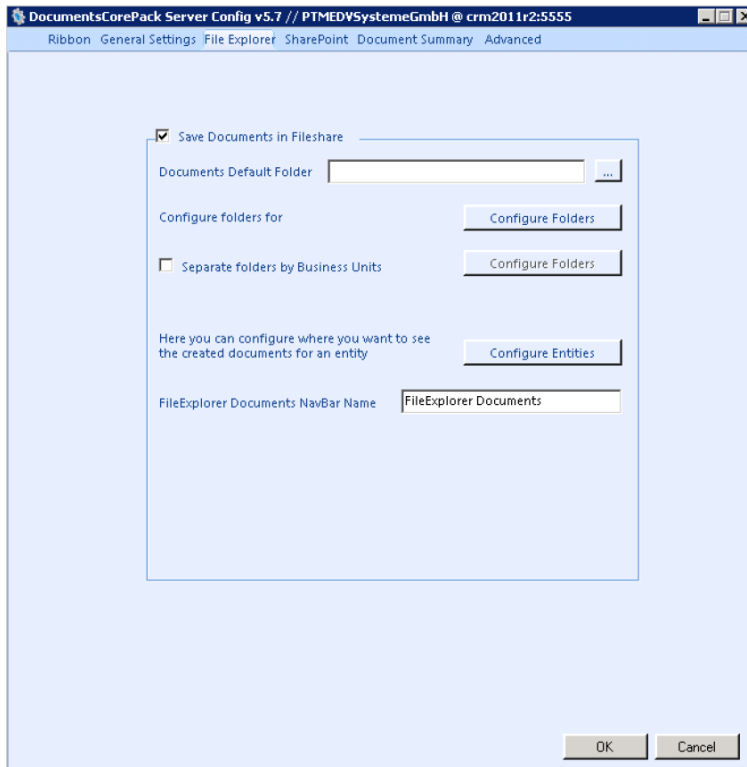 DocumentsCorePack Server Config v5.7 // PTMEDVSystemeGmbH @ crm2011r2:5555
Ribbon General Settings File Explorer SharePoint Document Summary Advanced
Save Documents in Fileshare
Documents Default Folder ...
Configure folders for Configure Folders
Separate folders by Business Units Configure Folders
Here you can configure where you want to see
the created documents for an entity Configure Entities
FileExplorer Documents NavBar Name FileExplorer Documents
OK Cancel